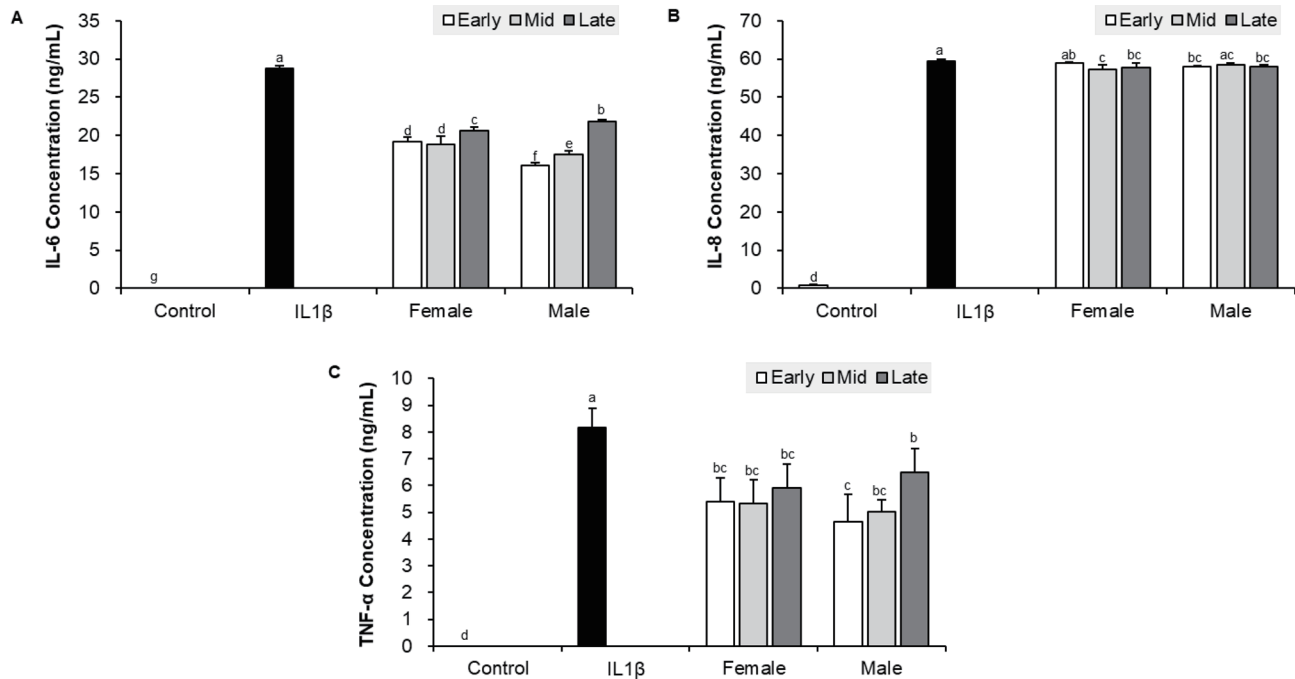 A
Early Mid Late
IL-6 Concentration (ng/mL)
35
30
25
20
15
10
5
0
g
a
d
d
c
f
e
b
Control IL1β Female Male
B
Early Mid Late
IL-8 Concentration (ng/mL)
70
60
50
40
30
20
10
0
d
a
ab
c
bc
bc
ac
bc
Control IL1β Female Male
C
Early Mid Late
TNF-α Concentration (ng/mL)
10
9
8
7
6
5
4
3
2
1
0
d
a
bc
bc
bc
c
bc
b
Control IL1β Female Male